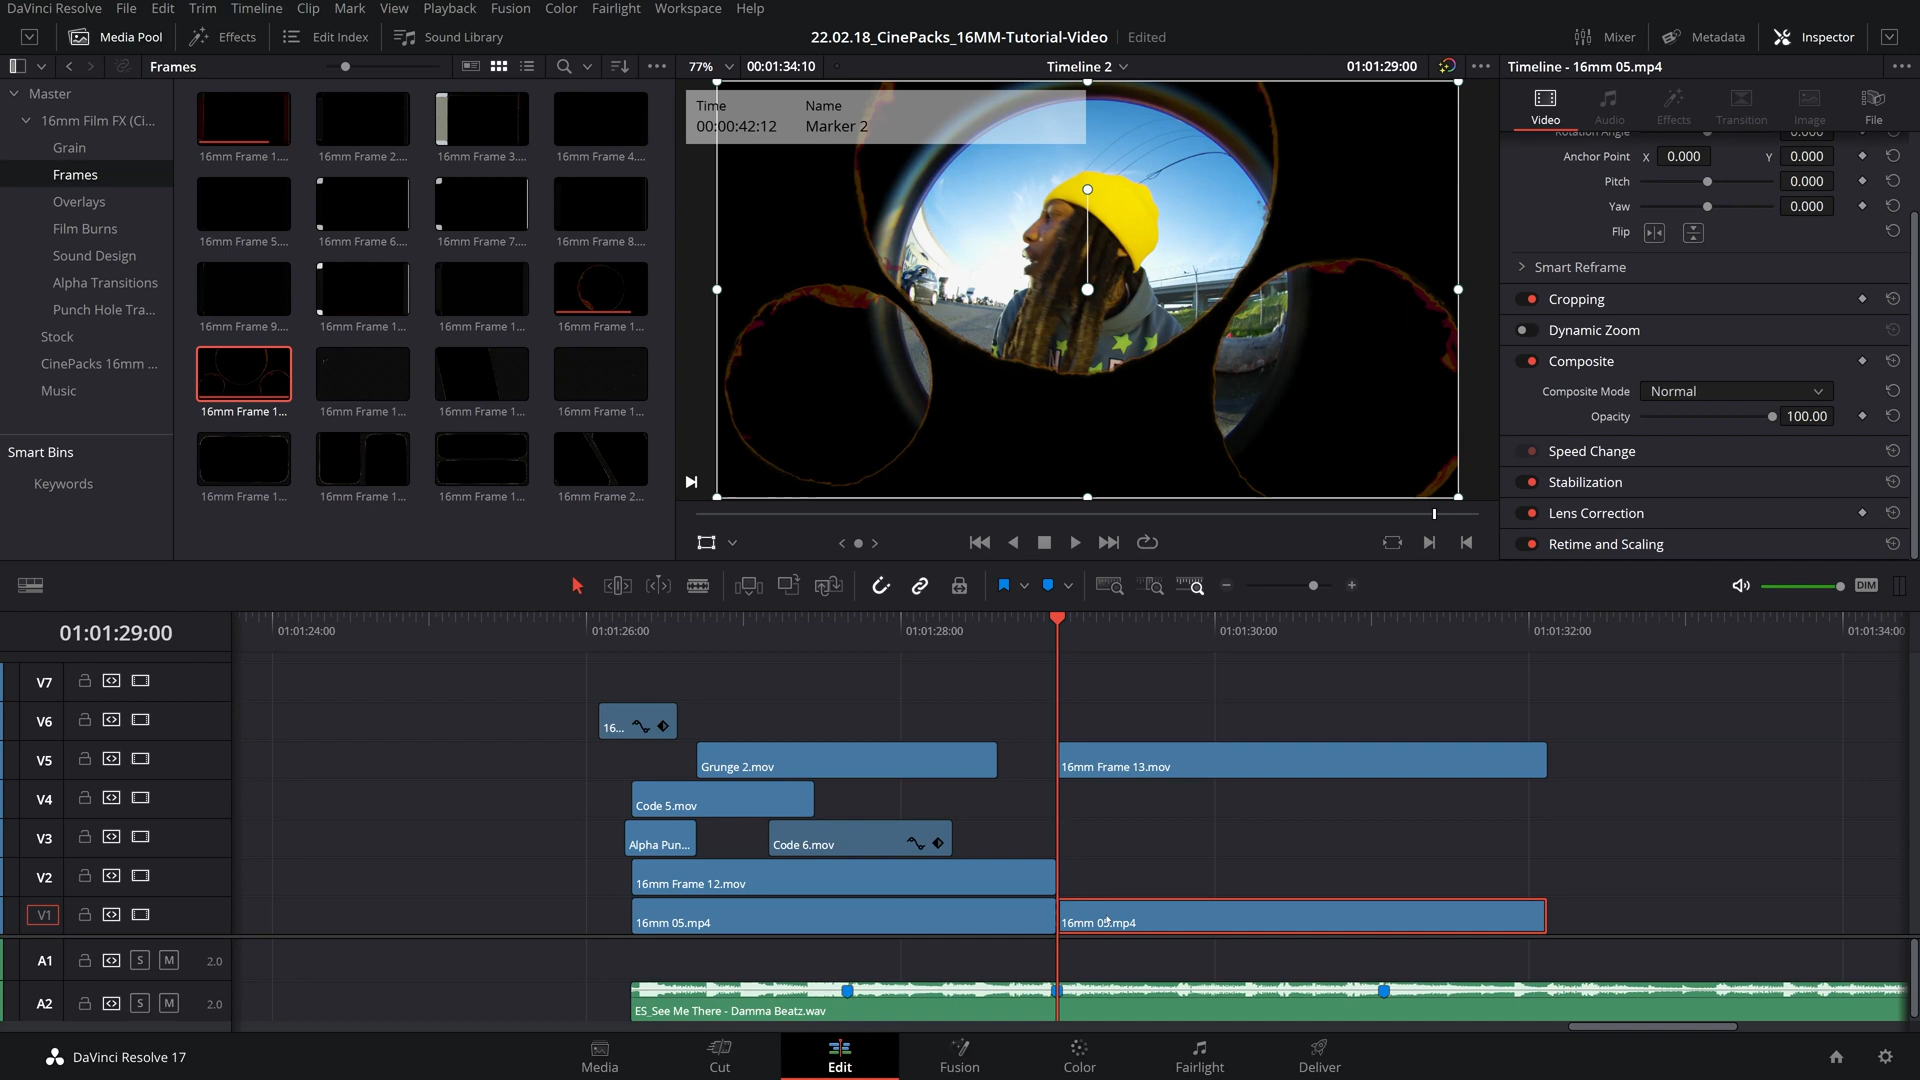 DaVinci Resolve File Edit Trim Timeline Clip Mark View Playback Fusion Color Fairlight Workspace Help
Media Pool Effects Edit Index Sound Library 22.02.18_CinePacks_16MM-Tutorial-Video Edited Mixer Metadata Inspector
Frames 77% 00:01:34:10 Timeline 2 01:01:29:00 Timeline - 16mm 05.mp4
Master
16mm Film FX (Ci...
Grain
Frames
Overlays
Film Burns
Sound Design
Alpha Transitions
Punch Hole Tra...
Stock
CinePacks 16mm ...
Music
Smart Bins
Keywords
16mm Frame 1.... 16mm Frame 2.... 16mm Frame 3.... 16mm Frame 4....
16mm Frame 5.... 16mm Frame 6.... 16mm Frame 7.... 16mm Frame 8....
16mm Frame 9.... 16mm Frame 1... 16mm Frame 1... 16mm Frame 1...
16mm Frame 1... 16mm Frame 1... 16mm Frame 1... 16mm Frame 1...
16mm Frame 1... 16mm Frame 1... 16mm Frame 1... 16mm Frame 2...
Time Name
00:00:42:12 Marker 2
Video Audio Effects Transition Image File
Rotation Angle 0.000
Anchor Point X 0.000 Y 0.000
Pitch 0.000
Yaw 0.000
Flip
Smart Reframe
Cropping
Dynamic Zoom
Composite
Composite Mode Normal
Opacity 100.00
Speed Change
Stabilization
Lens Correction
Retime and Scaling
DIM
01:01:29:00 01:01:24:00 01:01:26:00 01:01:28:00 01:01:30:00 01:01:32:00 01:01:34:00
V7
V6 16...
V5 Grunge 2.mov 16mm Frame 13.mov
V4 Code 5.mov
V3 Alpha Pun... Code 6.mov
V2 16mm Frame 12.mov
V1 16mm 05.mp4 16mm 05.mp4
A1 S M 2.0
A2 S M 2.0
ES_See Me There - Damma Beatz.wav
DaVinci Resolve 17 Media Cut Edit Fusion Color Fairlight Deliver